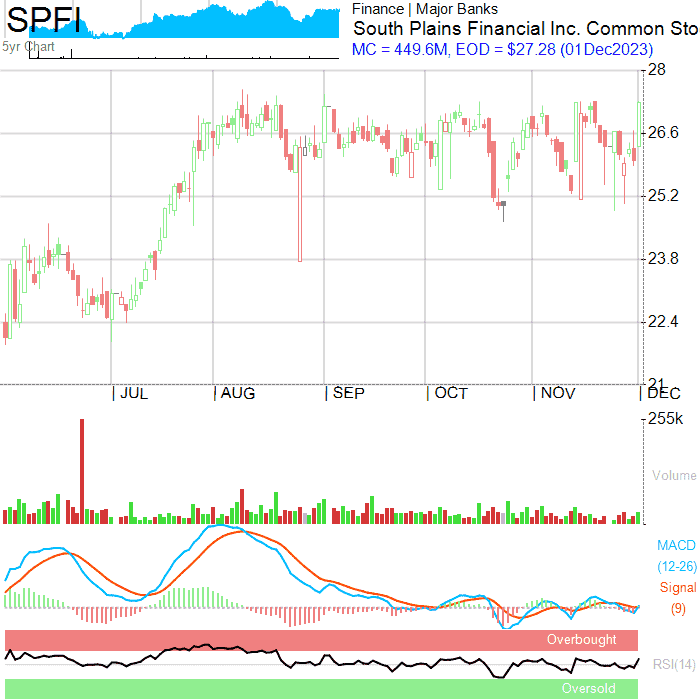 SPFI
5yr Chart
Finance | Major Banks
South Plains Financial Inc. Common Sto
MC = 449.6M, EOD = $27.28 (01Dec2023)
28
26.6
25.2
23.8
22.4
21
| JUL | AUG | SEP | OCT | NOV | DEC
255k
Volume
MACD
(12-26)
Signal
(9)
Overbought
RSI(14)
Oversold